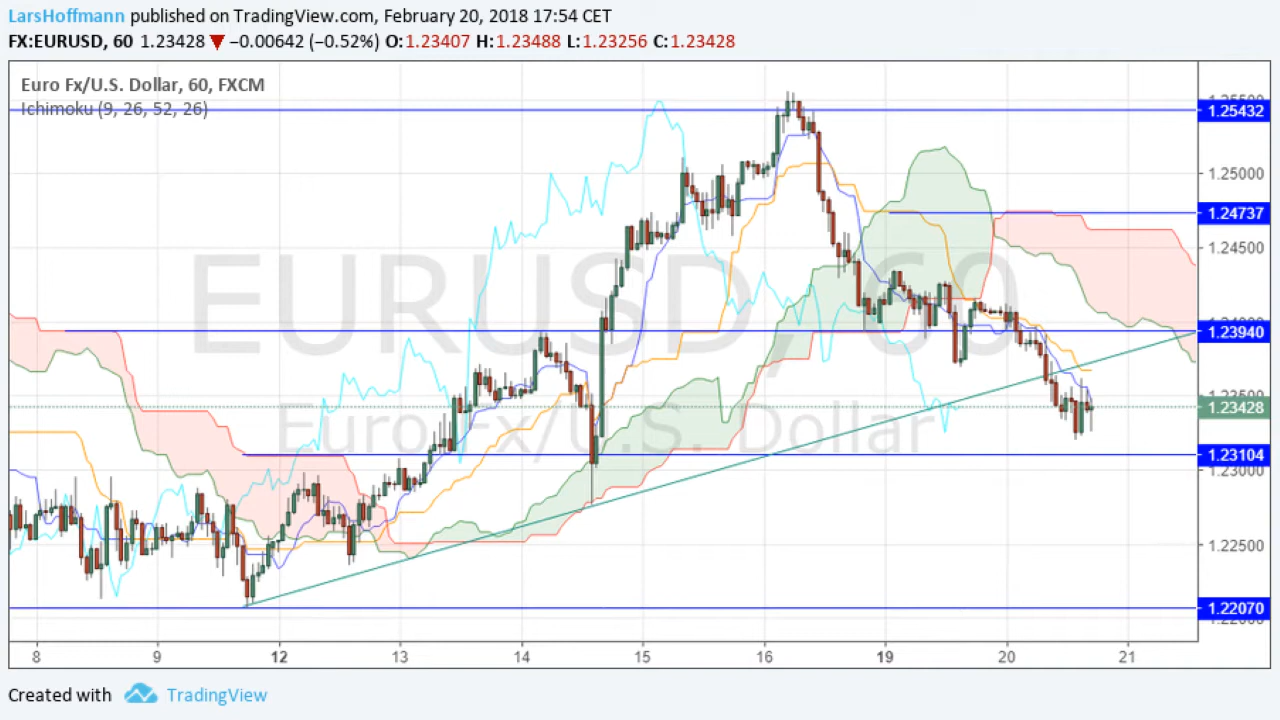 LarsHoffmann published on TradingView.com, February 20, 2018 17:54 CET
FX:EURUSD, 60 1.23428 ▼ −0.00642 (−0.52%) O:1.23407 H:1.23488 L:1.23256 C:1.23428
Euro Fx/U.S. Dollar, 60, FXCM
Ichimoku (9, 26, 52, 26)
1.25432
1.25000
1.24737
1.24500
EURUSD, 60
1.23940
Euro Fx/U.S. Dollar
1.23428
1.23104
1.23000
1.22500
1.22070
8 9 12 13 14 15 16 19 20 21
Created with TradingView